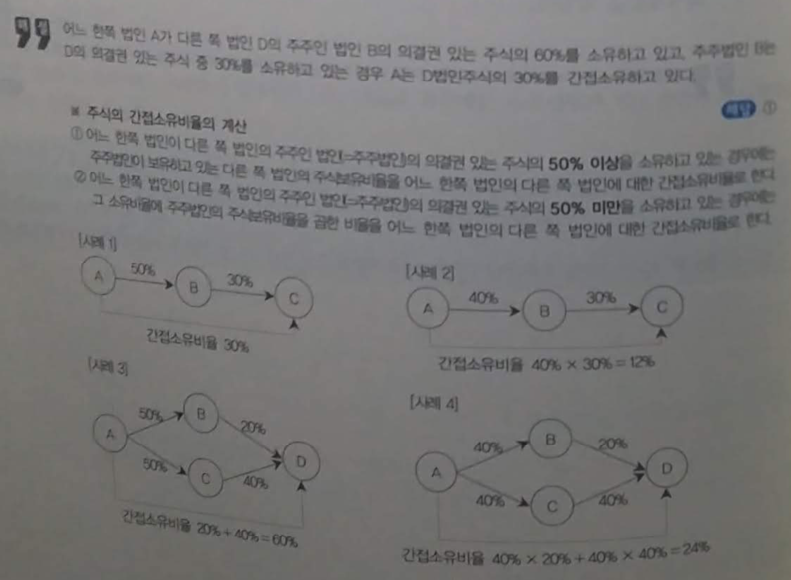 해설
어느 한쪽 법인 A가 다른 쪽 법인 D의 주주인 법인 B의 의결권 있는 주식의 60%를 소유하고 있고, 주주법인 B는
D의 의결권 있는 주식 중 30%를 소유하고 있는 경우 A는 D법인주식의 30%를 간접소유하고 있다.
해답 ①
※ 주식의 간접소유비율의 계산
① 어느 한쪽 법인이 다른 쪽 법인의 주주인 법인(=주주법인)의 의결권 있는 주식의 50% 이상을 소유하고 있는 경우에는
주주법인이 보유하고 있는 다른 쪽 법인의 주식보유비율을 어느 한쪽 법인의 다른 쪽 법인에 대한 간접소유비율로 한다.
② 어느 한쪽 법인이 다른 쪽 법인의 주주인 법인(=주주법인)의 의결권 있는 주식의 50% 미만을 소유하고 있는 경우에는
그 소유비율에 주주법인의 주식보유비율을 곱한 비율을 어느 한쪽 법인의 다른 쪽 법인에 대한 간접소유비율로 한다.
[사례 1]
A 50% B 30% C
간접소유비율 30%
[사례 2]
A 40% B 30% C
간접소유비율 40% × 30% = 12%
[사례 3]
50% B 20%
A D
50% C 40%
간접소유비율 20% + 40% = 60%
[사례 4]
40% B 20%
A D
40% C 40%
간접소유비율 40% × 20% + 40% × 40% = 24%